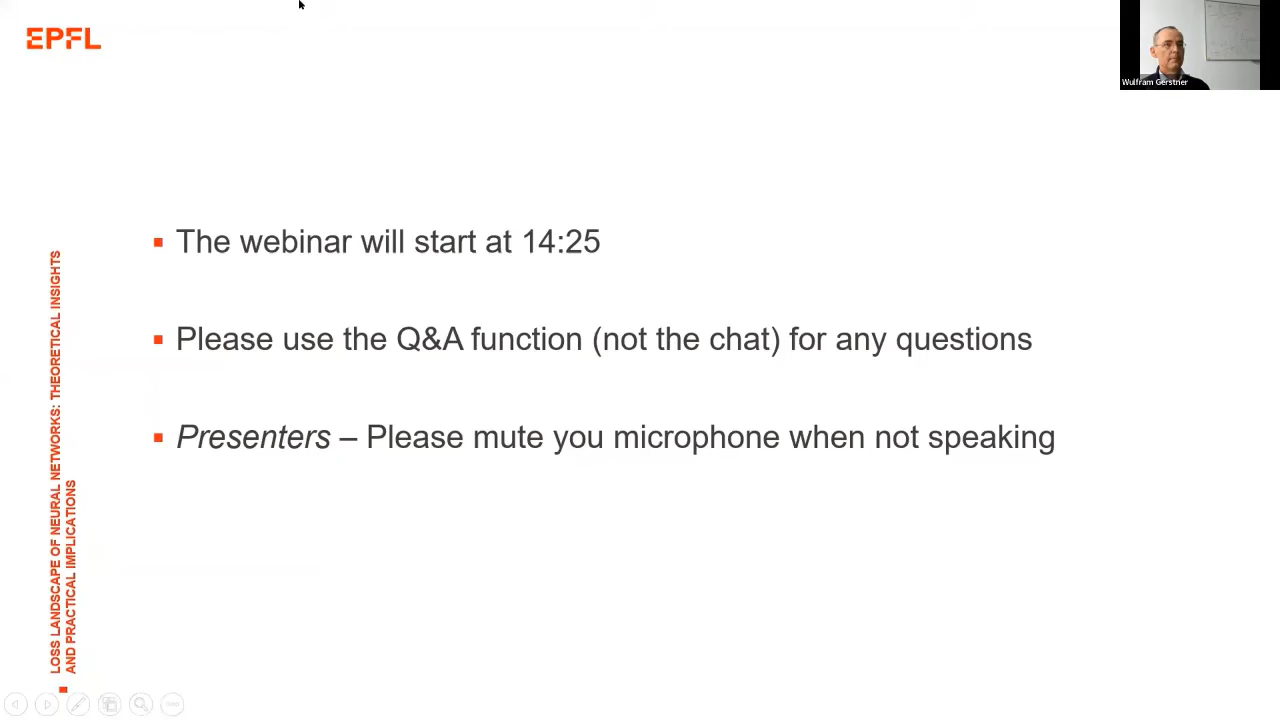 EPFL
Wulfram Gerstner
The webinar will start at 14:25
Please use the Q&A function (not the chat) for any questions
Presenters – Please mute you microphone when not speaking
LOSS LANDSCAPE OF NEURAL NETWORKS: THEORETICAL INSIGHTS
AND PRACTICAL IMPLICATIONS